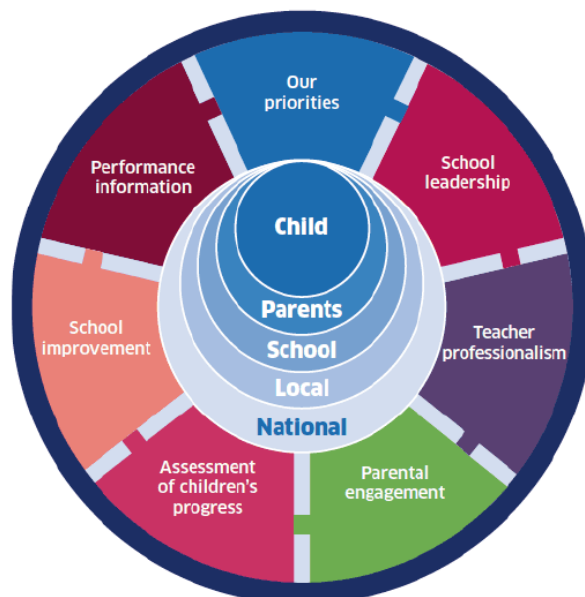 Our
priorities
School
leadership
Teacher
professionalism
Parental
engagement
Assessment
of children's
progress
School
improvement
Performance
information
Child
Parents
School
Local
National